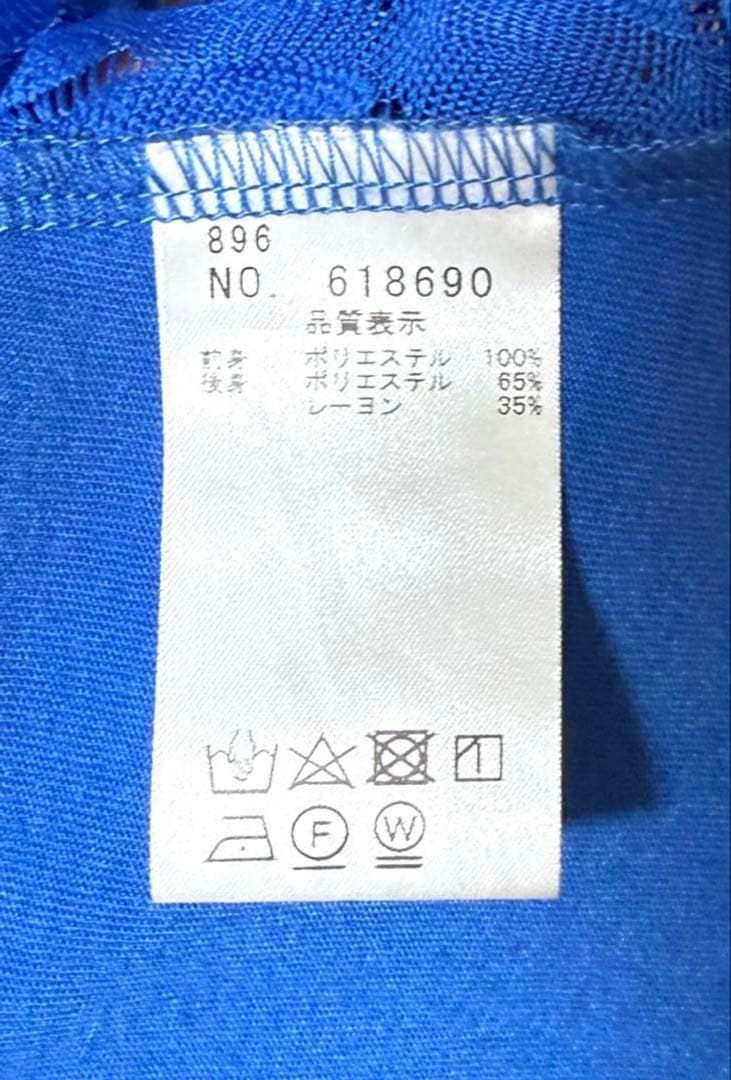 896
NO. 618690
品質表示
前身 ポリエステル 100%
後身 ポリエステル 65%
レーヨン 35%
F W